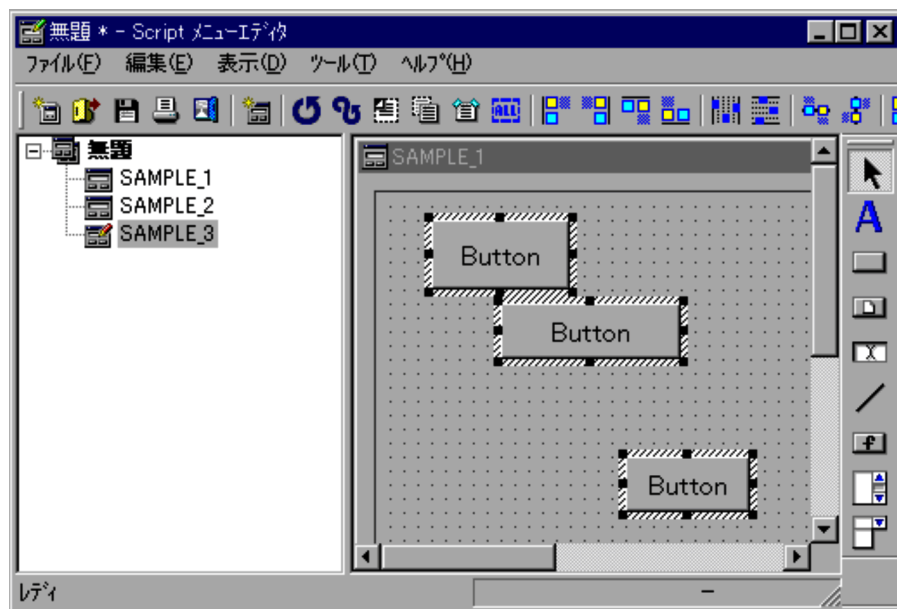 無題 * - Script ﾒﾆｭｰｴﾃﾞｨﾀ
ﾌｧｲﾙ(F) 編集(E) 表示(D) ﾂｰﾙ(T) ﾍﾙﾌﾟ(H)
ALL
無題
SAMPLE_1
SAMPLE_2
SAMPLE_3
SAMPLE_1
Button
Button
Button
A
X
f
ﾚﾃﾞｨ